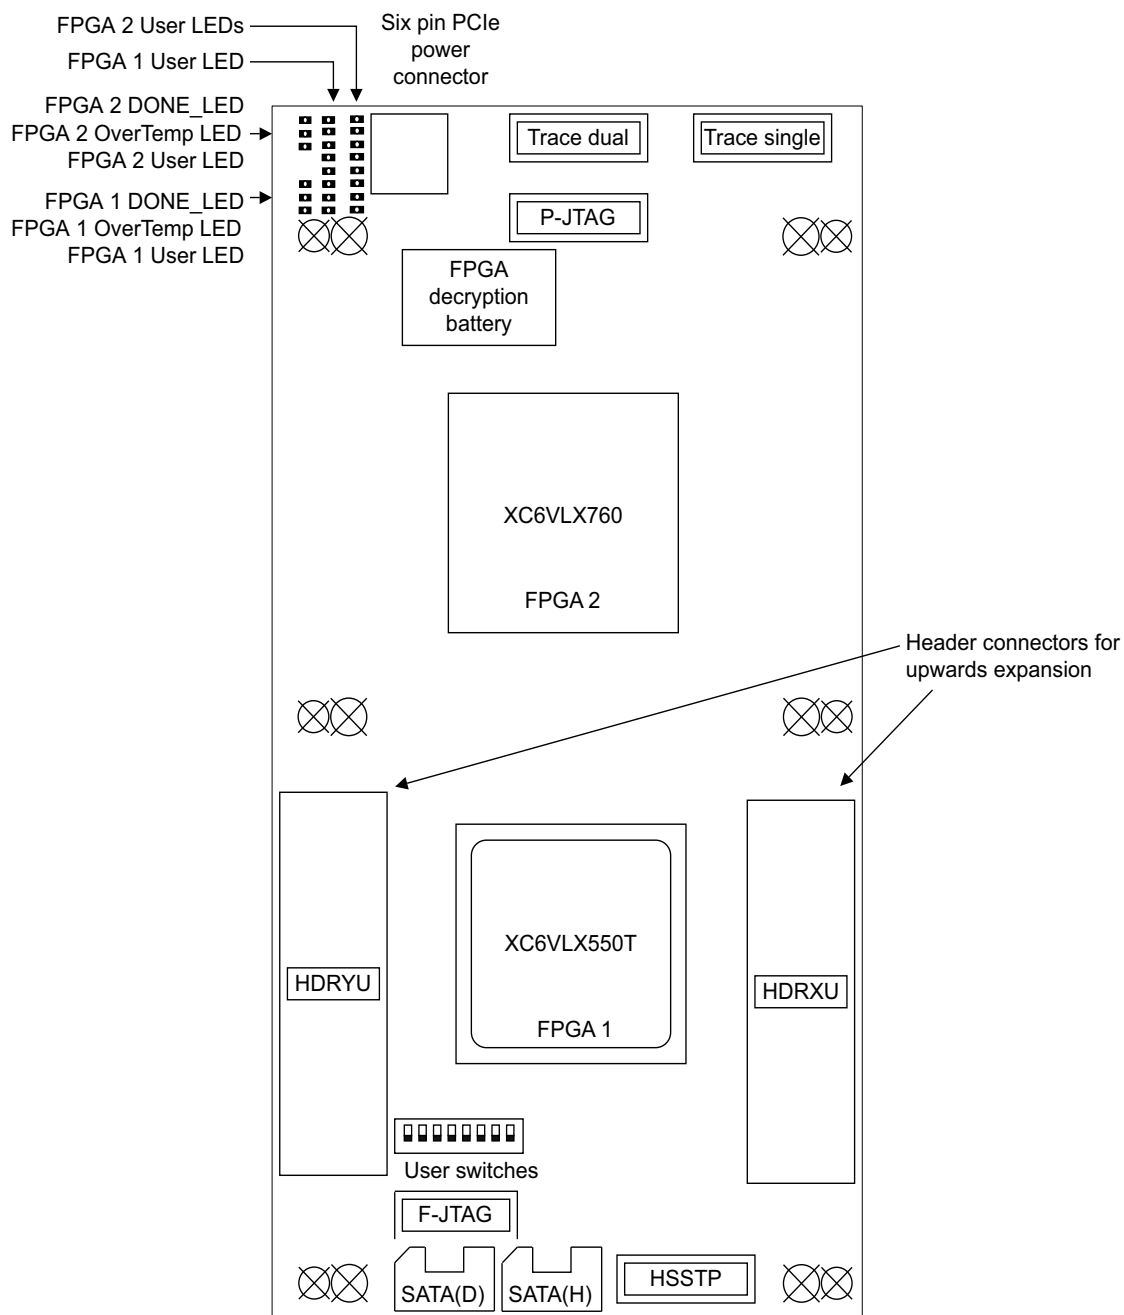 FPGA 2 User LEDs
Six pin PCIe
power
connector
FPGA 1 User LED
FPGA 2 DONE_LED
FPGA 2 OverTemp LED
FPGA 2 User LED
FPGA 1 DONE_LED
FPGA 1 OverTemp LED
FPGA 1 User LED
Trace dual
Trace single
P-JTAG
FPGA
decryption
battery
XC6VLX760
FPGA 2
Header connectors for
upwards expansion
XC6VLX550T
HDRYU
HDRXU
FPGA 1
User switches
F-JTAG
SATA(D)
SATA(H)
HSSTP